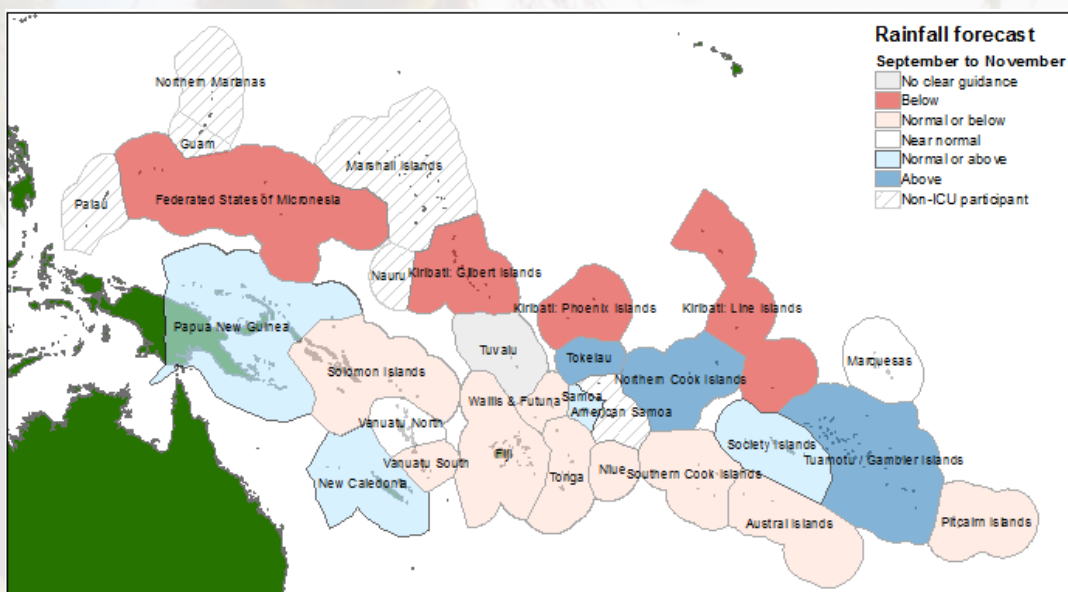 Rainfall forecast
September to November
No clear guidance
Below
Normal or below
Near normal
Normal or above
Above
Non-ICU participant
Northern Marianas
Guam
Marshall Islands
Palau
Federated States of Micronesia
Nauru
Kiribati: Gilbert Islands
Kiribati: Phoenix Islands
Kiribati: Line Islands
Papua New Guinea
Tuvalu
Tokelau
Marquesas
Solomon Islands
Northern Cook Islands
Wallis & Futuna
Samoa
American Samoa
Vanuatu North
Society Islands
Vanuatu South
Fiji
Tuamotu / Gambier Islands
New Caledonia
Tonga
Niue
Southern Cook Islands
Austral Islands
Pitcairn Islands